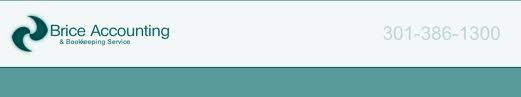 Brice Accounting
& Bookkeeping Service
301-386-1300